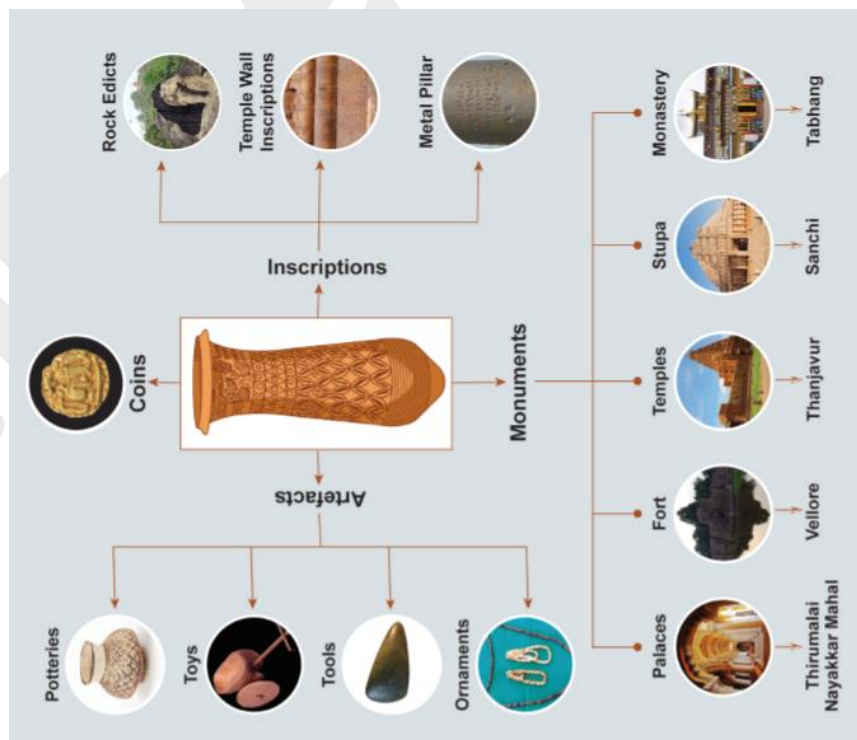 Rock Edicts
Temple Wall
Inscriptions
Metal Pillar
Inscriptions
Coins
Artefacts
Potteries
Toys
Tools
Ornaments
Monuments
Monastery
Tabhang
Stupa
Sanchi
Temples
Thanjavur
Fort
Vellore
Palaces
Thirumalai
Nayakkar Mahal